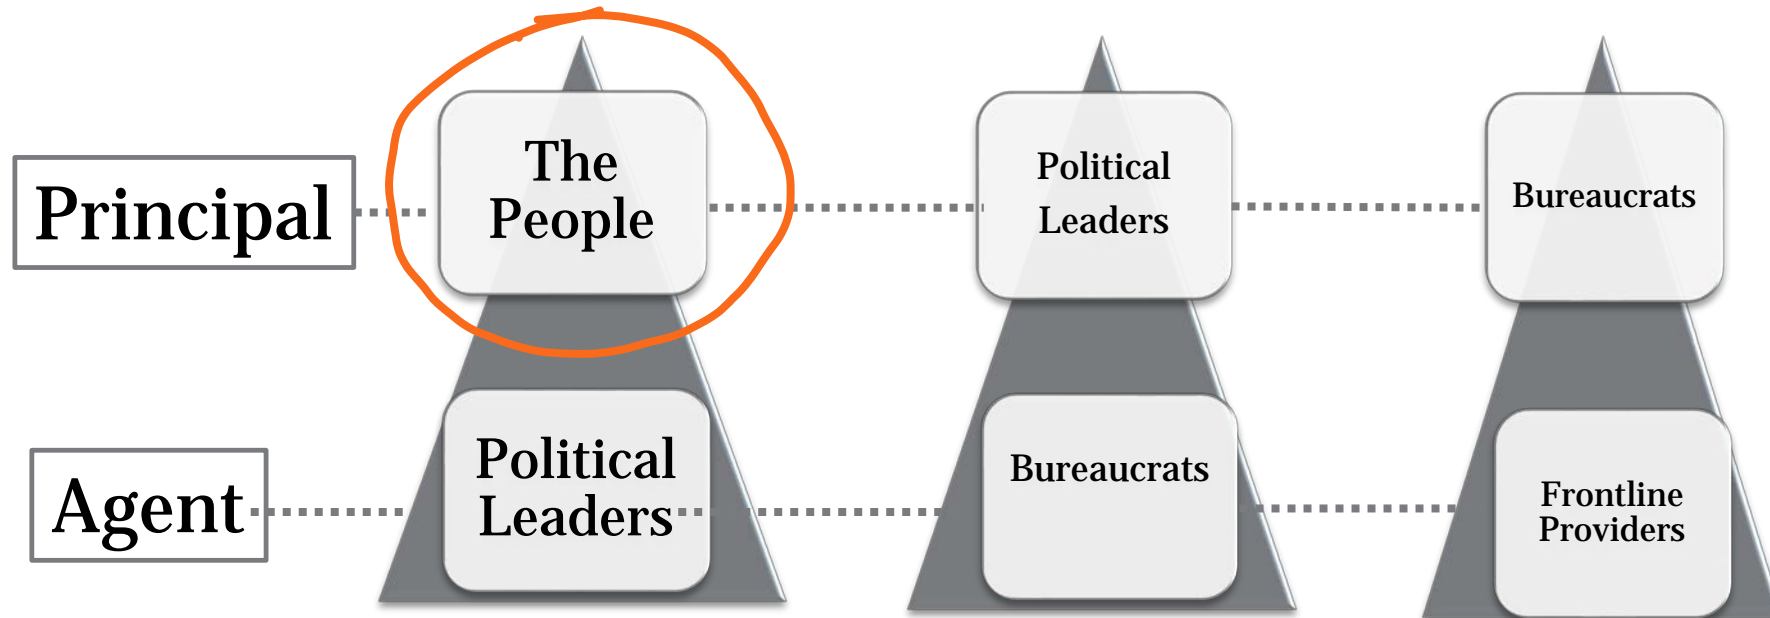 Principal
The
People
Political
Leaders
Bureaucrats
Agent
Political
Leaders
Bureaucrats
Frontline
Providers